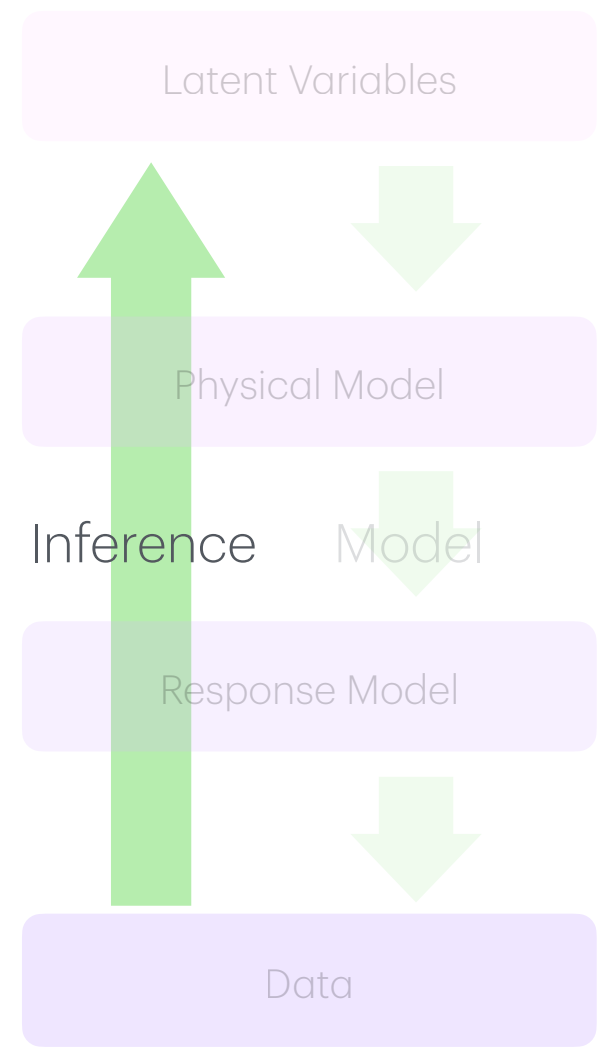 Latent Variables
Physical Model
Inference
Model
Response Model
Data